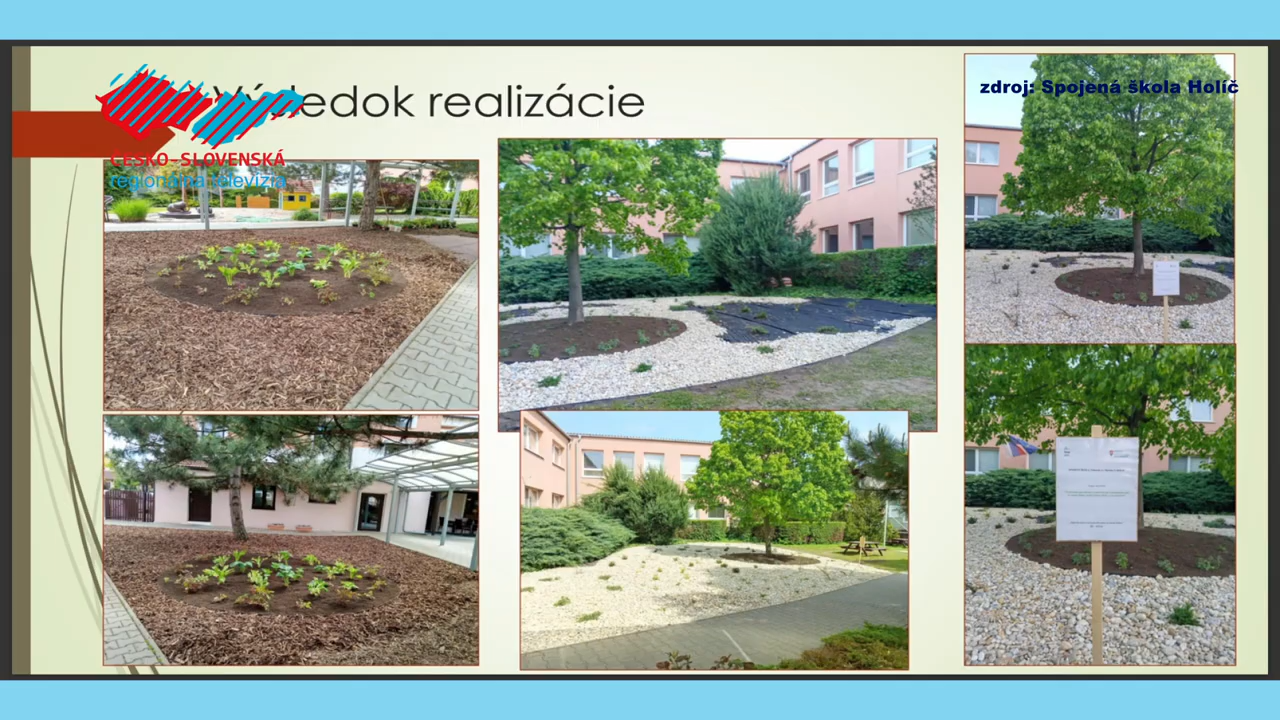 Výsledok realizácie
zdroj: Spojená škola Holíč
ČESKO-SLOVENSKÁ
regionálna televízia